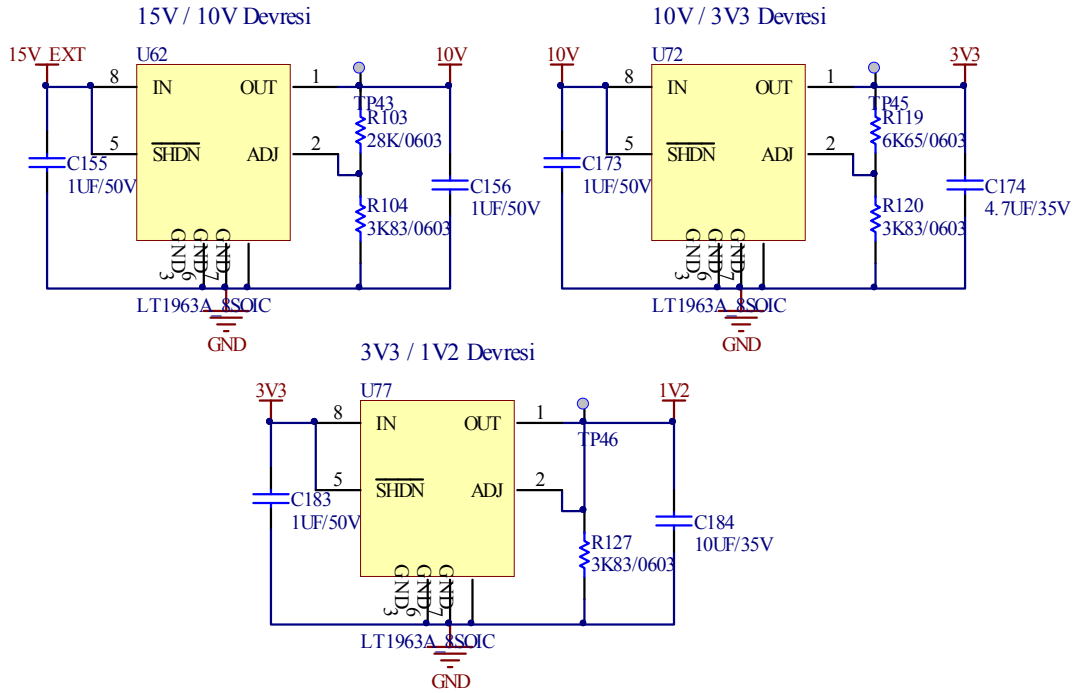 15V / 10V Devresi
15V_EXT
U62
10V
8
IN
OUT
1
TP43
R103
28K/0603
5
SHDN
ADJ
2
C155
1UF/50V
R104
3K83/0603
C156
1UF/50V
GND
GND
GND
3
6
7
LT1963A_8SOIC
GND
10V / 3V3 Devresi
10V
U72
3V3
8
IN
OUT
1
TP45
R119
6K65/0603
5
SHDN
ADJ
2
C173
1UF/50V
R120
3K83/0603
C174
4.7UF/35V
GND
GND
GND
3
6
7
LT1963A_8SOIC
GND
3V3 / 1V2 Devresi
3V3
U77
1V2
8
IN
OUT
1
TP46
5
SHDN
ADJ
2
C183
1UF/50V
R127
3K83/0603
C184
10UF/35V
GND
GND
GND
3
6
7
LT1963A_8SOIC
GND